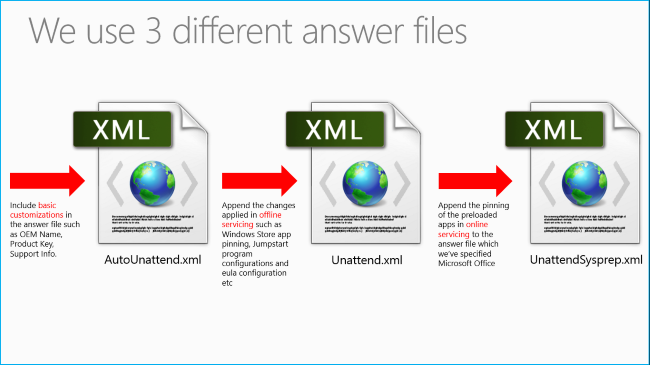 We use 3 different answer files
XML
XML
XML
Include basic
customizations in
the answer file such
as OEM Name,
Product Key,
Support Info.
AutoUnattend.xml
Append the changes
applied in offline
servicing such as
Windows Store app
pinning, Jumpstart
program
configurations and
eula configuration
etc
Unattend.xml
Append the pinning
of the preloaded
apps in online
servicing to the
answer file which
we've specified
Microsoft Office
UnattendSysprep.xml